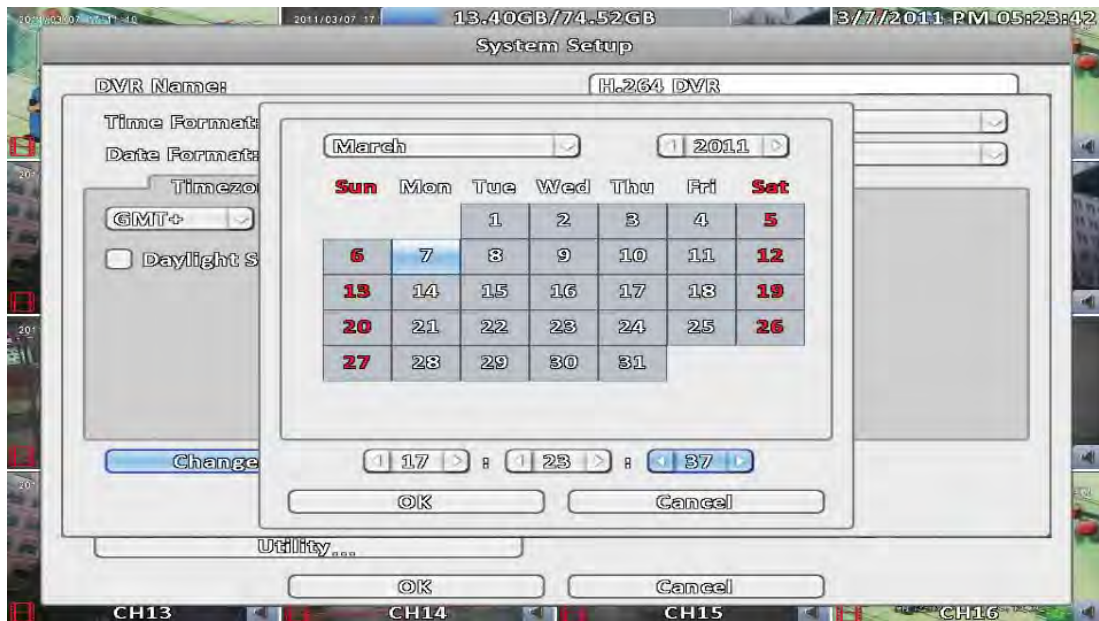 2011/03/07 17 13.40GB/74.52GB 3/7/2011 PM 05:23:42
System Setup
DVR Name: H.264 DVR
Time Format:
Date Format:
March 2011
Timezo
Sun Mon Tue Wed Thu Fri Sat
GMT+
1 2 3 4 5
Daylight S
6 7 8 9 10 11 12
13 14 15 16 17 18 19
20 21 22 23 24 25 26
27 28 29 30 31
Change
17 : 23 : 37
OK Cancel
Utility...
OK Cancel
CH13 CH14 CH15 CH16